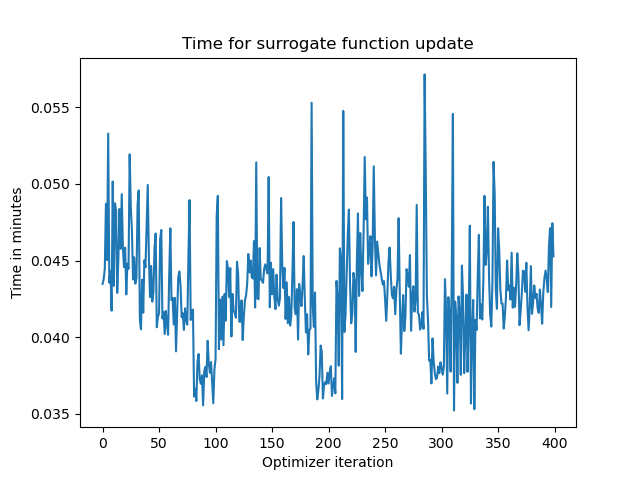 Time for surrogate function update
0.055
0.050
0.045
0.040
0.035
Time in minutes
0 50 100 150 200 250 300 350 400
Optimizer iteration